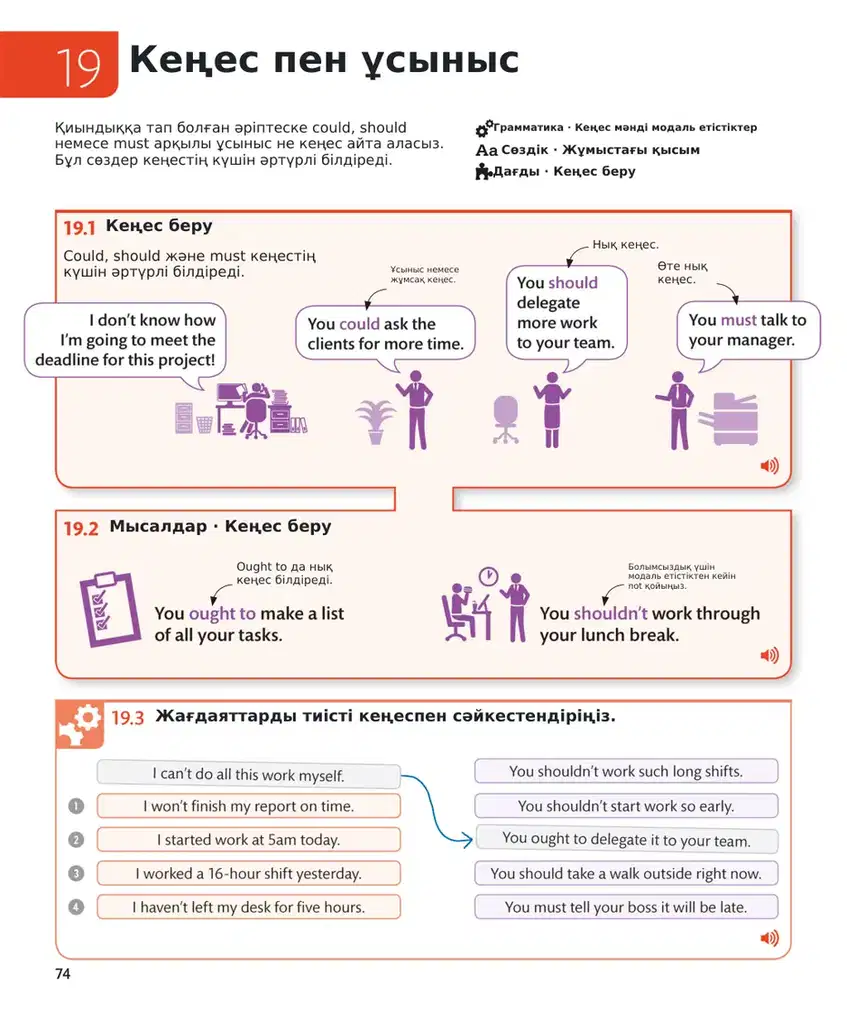 19
Кеңес пен ұсыныс
Қиындыққа тап болған әріптеске could, should
немесе must арқылы ұсыныс не кеңес айта аласыз.
Бұл сөздер кеңестің күшін әртүрлі білдіреді.
Грамматика · Кеңес мәнді модаль етістіктер
Aa Сөздік · Жұмыстағы қысым
Дағды · Кеңес беру
19.1 Кеңес беру
Could, should және must кеңестің
күшін әртүрлі білдіреді.
I don't know how
I'm going to meet the
deadline for this project!
Ұсыныс немесе
жұмсақ кеңес.
You could ask the
clients for more time.
Нық кеңес.
You should
delegate
more work
to your team.
Өте нық
кеңес.
You must talk to
your manager.
19.2 Мысалдар · Кеңес беру
Ought to да нық
кеңес білдіреді.
You ought to make a list
of all your tasks.
Болымсыздық үшін
модаль етістіктен кейін
not қойыңыз.
You shouldn't work through
your lunch break.
19.3 Жағдаяттарды тиісті кеңеспен сәйкестендіріңіз.
I can't do all this work myself.
1 I won't finish my report on time.
2 I started work at 5am today.
3 I worked a 16-hour shift yesterday.
4 I haven't left my desk for five hours.
You shouldn't work such long shifts.
You shouldn't start work so early.
You ought to delegate it to your team.
You should take a walk outside right now.
You must tell your boss it will be late.
74